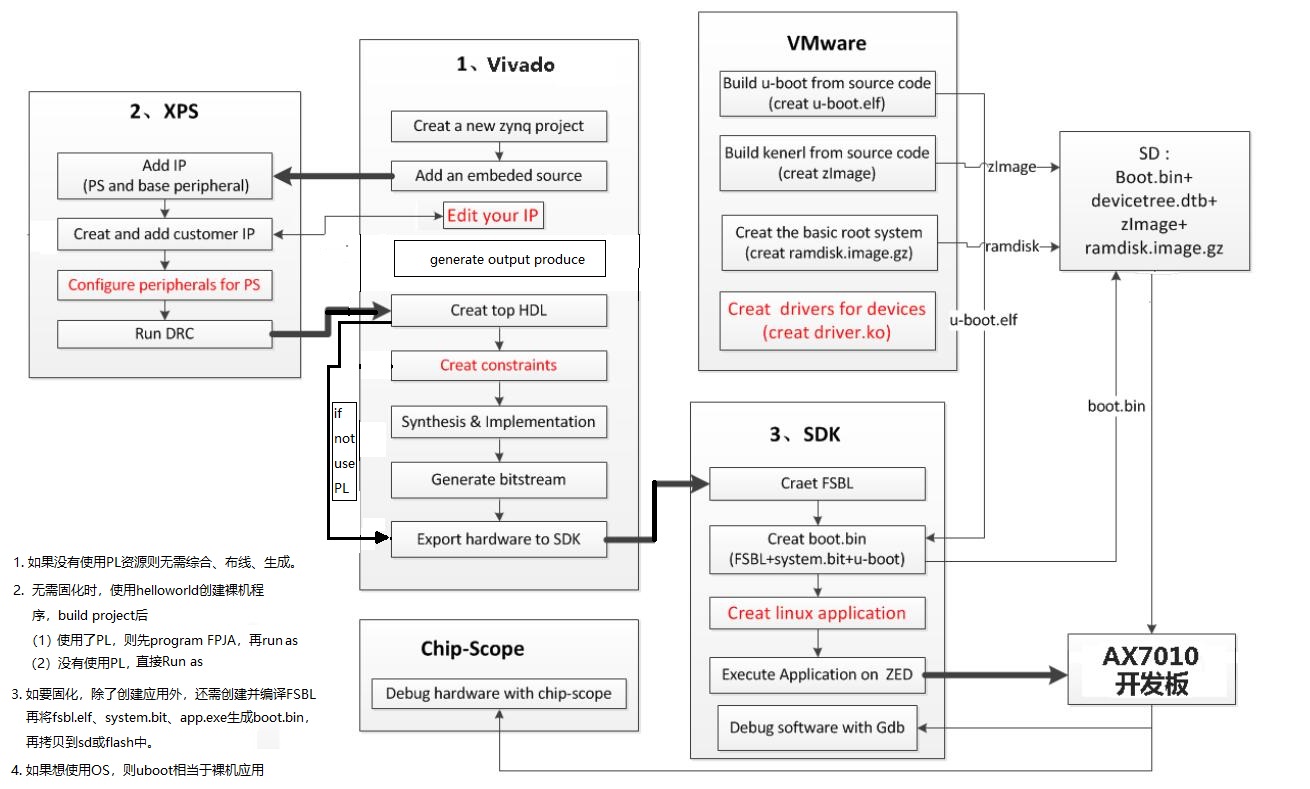 2、XPS
Add IP
(PS and base peripheral)
Creat and add customer IP
Configure peripherals for PS
Run DRC
1、Vivado
Creat a new zynq project
Add an embeded source
Edit your IP
generate output produce
Creat top HDL
Creat constraints
Synthesis & Implementation
Generate bitstream
Export hardware to SDK
if
not
use
PL
VMware
Build u-boot from source code
(creat u-boot.elf)
Build kenerl from source code
(creat zImage)
Creat the basic root system
(creat ramdisk.image.gz)
Creat drivers for devices
(creat driver.ko)
zImage
ramdisk
u-boot.elf
SD：
Boot.bin+
devicetree.dtb+
zImage+
ramdisk.image.gz
boot.bin
3、SDK
Craet FSBL
Creat boot.bin
(FSBL+system.bit+u-boot)
Creat linux application
Execute Application on ZED
Debug software with Gdb
AX7010
开发板
Chip-Scope
Debug hardware with chip-scope
1. 如果没有使用PL资源则无需综合、布线、生成。
2. 无需固化时，使用helloworld创建裸机程
序，build project后
（1）使用了PL，则先program FPJA，再run as
（2）没有使用PL，直接Run as
3. 如要固化，除了创建应用外，还需创建并编译FSBL
再将fsbl.elf、system.bit、app.exe生成boot.bin，
再拷贝到sd或flash中。
4. 如果想使用OS，则uboot相当于裸机应用